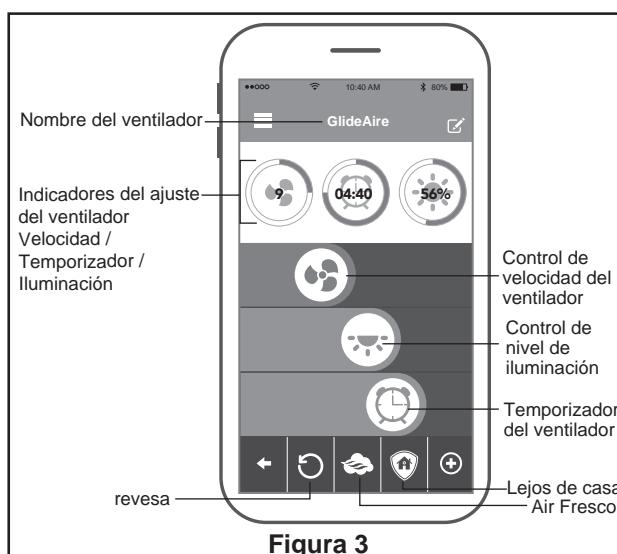 10:40 AM
80%
Nombre del ventilador
GlideAire
9
04:40
56%
Indicadores del ajuste
del ventilador
Velocidad /
Temporizador /
Iluminación
Control de
velocidad del
ventilador
Control de
nivel de
iluminación
Temporizador
del ventilador
revesa
Lejos de casa
Air Fresco
Figura 3